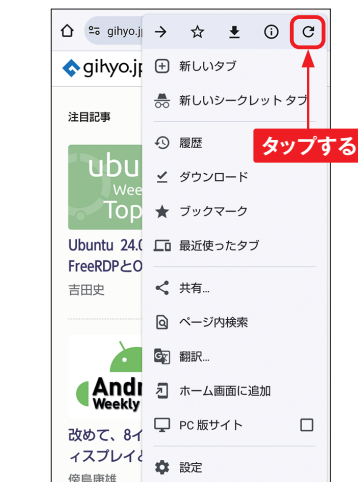 gihyo.j
gihyo.jp
新しいタブ
新しいシークレット タブ
注目記事
履歴
タップする
ubu
Wee
Top
ダウンロード
ブックマーク
Ubuntu 24.0
FreeRDPとO
最近使ったタブ
吉田史
共有...
ページ内検索
翻訳...
Andr
Weekly
ホーム画面に追加
PC 版サイト
改めて、8イ
ィスプレイと
設定
傍島康雄